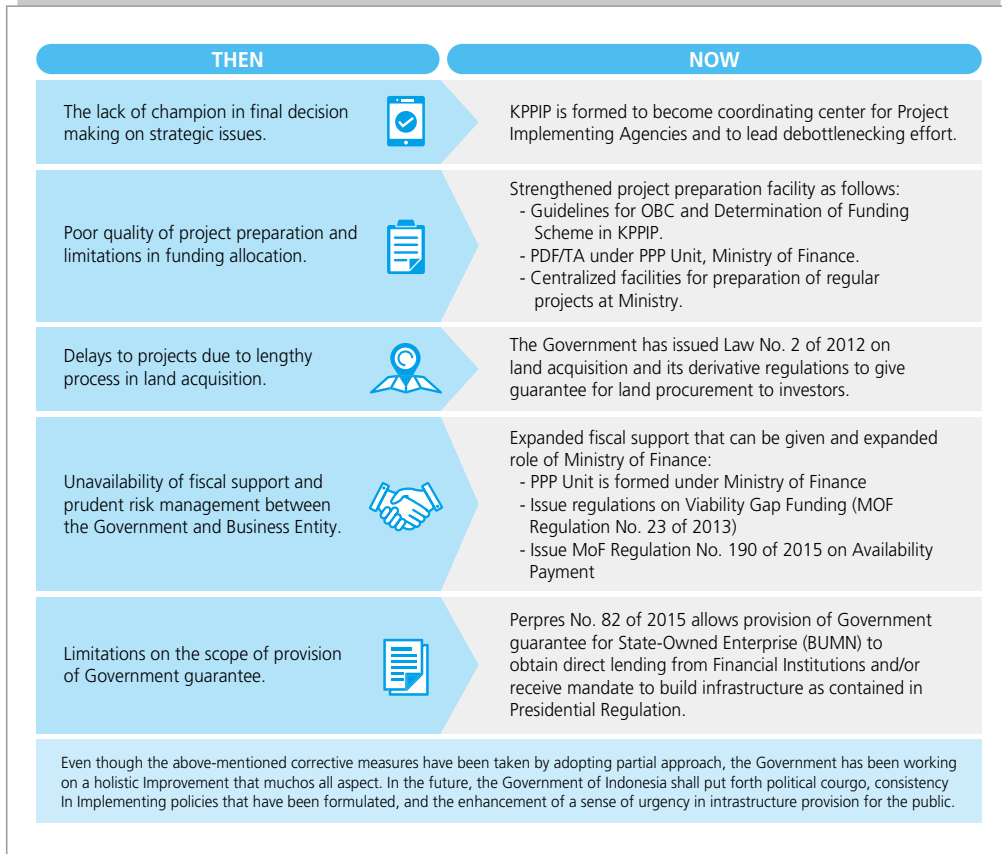 THEN
NOW
The lack of champion in final decision
making on strategic issues.
KPPIP is formed to become coordinating center for Project
Implementing Agencies and to lead debottlenecking effort.
Poor quality of project preparation and
limitations in funding allocation.
Strengthened project preparation facility as follows:
- Guidelines for OBC and Determination of Funding
Scheme in KPPIP.
- PDF/TA under PPP Unit, Ministry of Finance.
- Centralized facilities for preparation of regular
projects at Ministry.
Delays to projects due to lengthy
process in land acquisition.
The Government has issued Law No. 2 of 2012 on
land acquisition and its derivative regulations to give
guarantee for land procurement to investors.
Unavailability of fiscal support and
prudent risk management between
the Government and Business Entity.
Expanded fiscal support that can be given and expanded
role of Ministry of Finance:
- PPP Unit is formed under Ministry of Finance
- Issue regulations on Viability Gap Funding (MOF
Regulation No. 23 of 2013)
- Issue MoF Regulation No. 190 of 2015 on Availability
Payment
Limitations on the scope of provision
of Government guarantee.
Perpres No. 82 of 2015 allows provision of Government
guarantee for State-Owned Enterprise (BUMN) to
obtain direct lending from Financial Institutions and/or
receive mandate to build infrastructure as contained in
Presidential Regulation.
Even though the above-mentioned corrective measures have been taken by adopting partial approach, the Government has been working
on a holistic Improvement that muchos all aspect. In the future, the Government of Indonesia shall put forth political courgo, consistency
In Implementing policies that have been formulated, and the enhancement of a sense of urgency in intrastructure provision for the public.